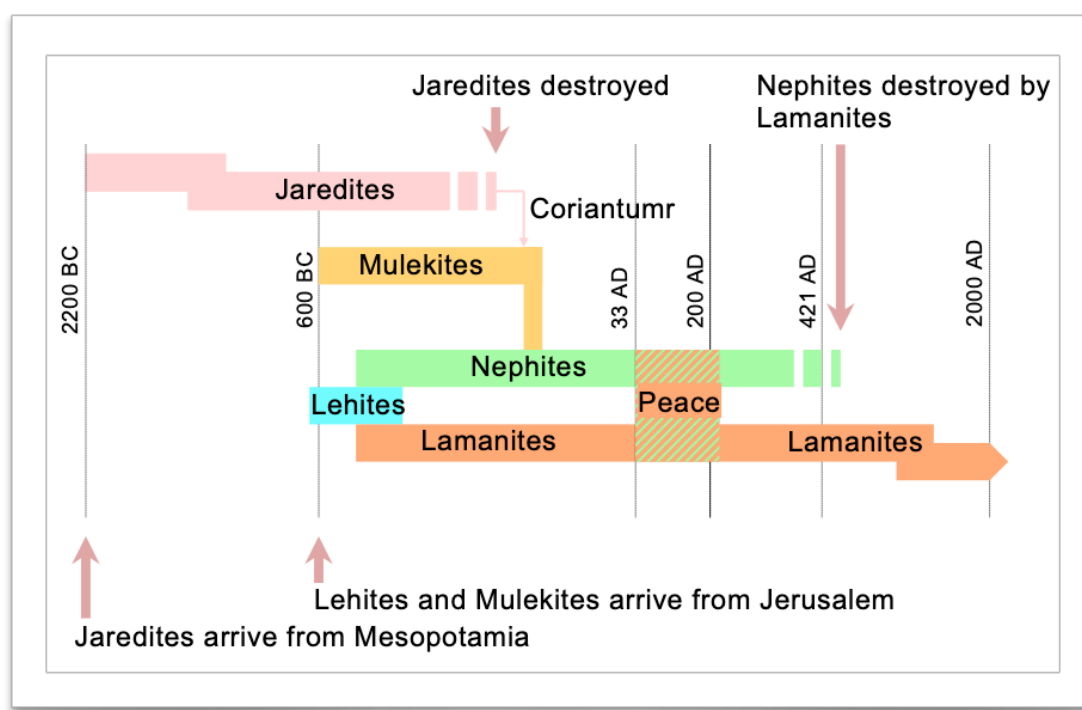 Jaredites destroyed
Nephites destroyed by
Lamanites
Jaredites
Coriantumr
Mulekites
2200 BC
600 BC
33 AD
200 AD
421 AD
2000 AD
Nephites
Lehites
Peace
Lamanites
Lamanites
Lehites and Mulekites arrive from Jerusalem
Jaredites arrive from Mesopotamia